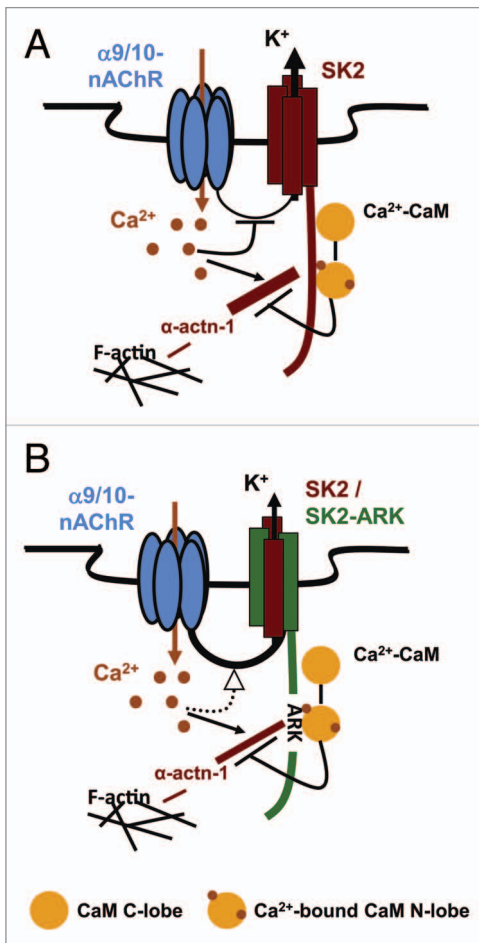 A
α9/10-
nAChR
K+
SK2
Ca2+
Ca2+-CaM
α-actn-1
F-actin
B
α9/10-
nAChR
K+
SK2 /
SK2-ARK
Ca2+
Ca2+-CaM
ARK
α-actn-1
F-actin
CaM C-lobe
Ca2+-bound CaM N-lobe